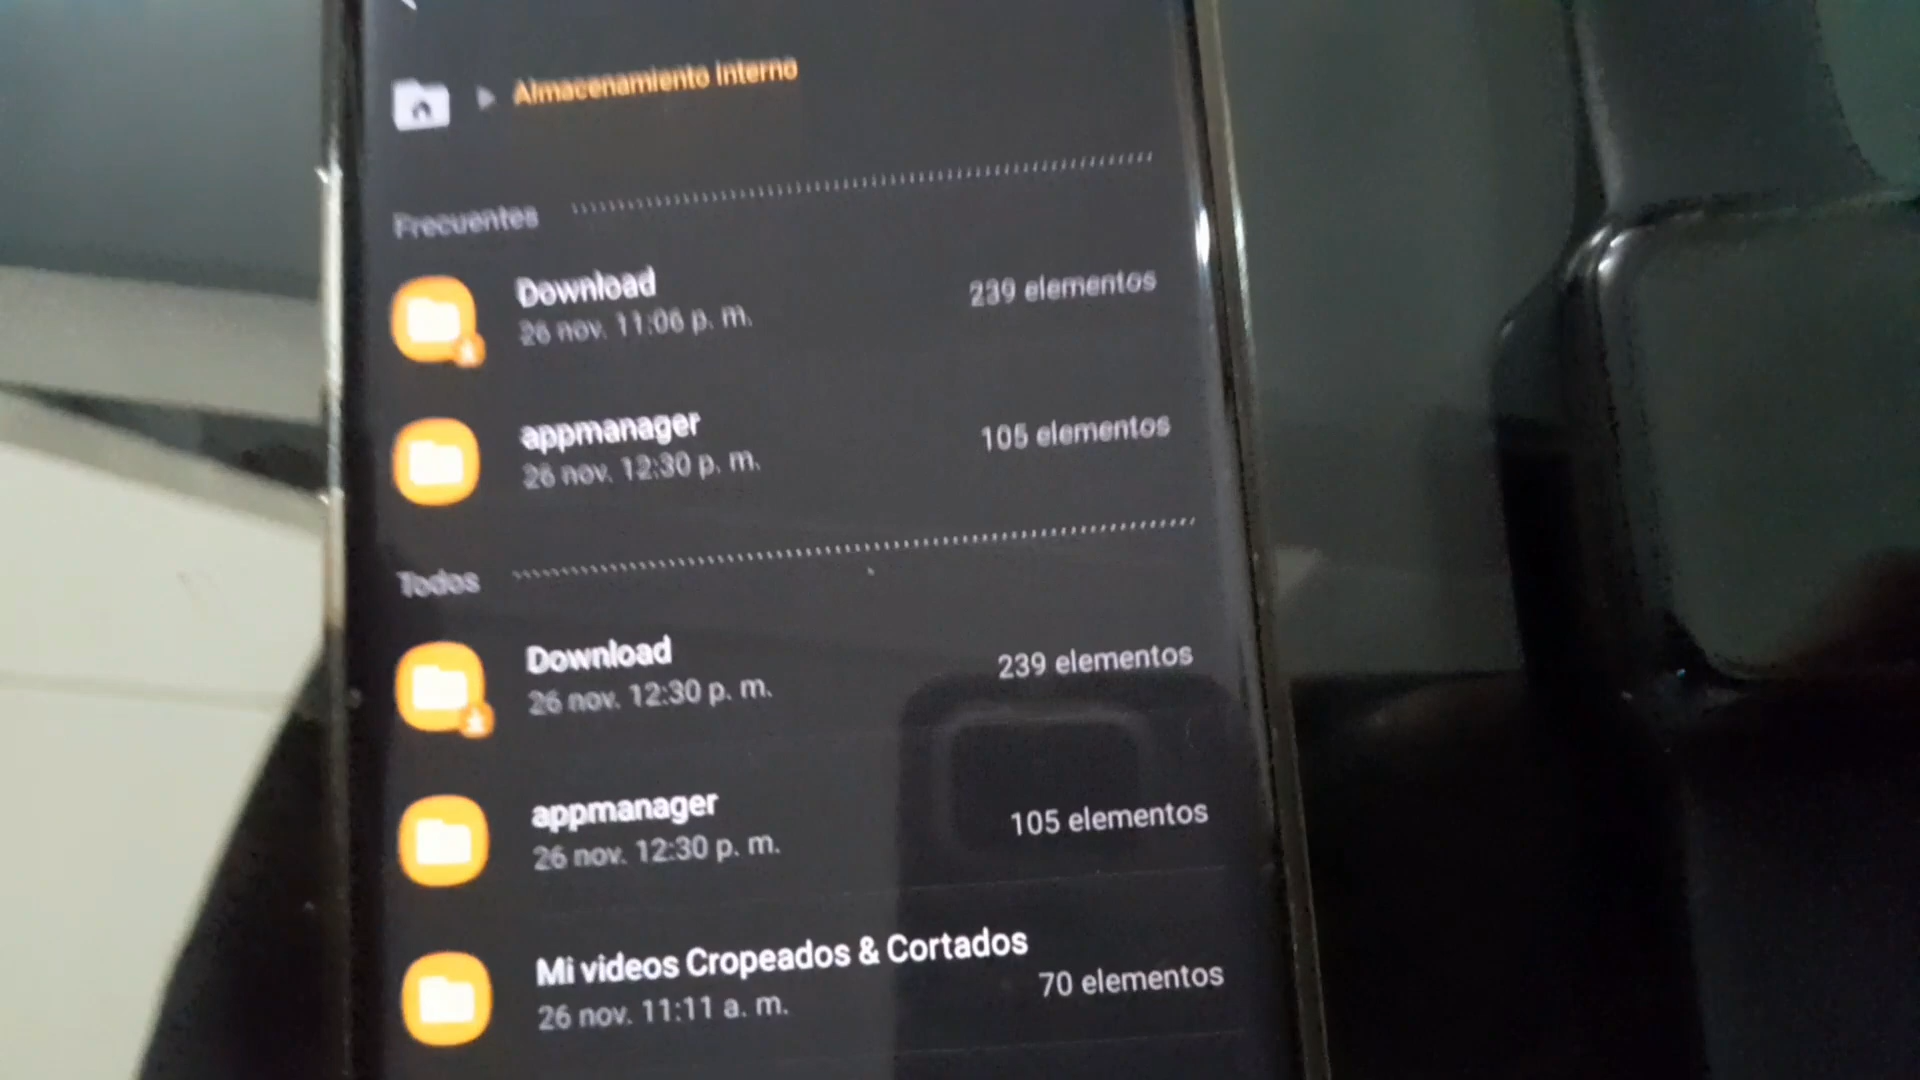 Almacenamiento interno
Frecuentes
Download
239 elementos
26 nov. 11:06 p. m.
appmanager
105 elementos
26 nov. 12:30 p. m.
Todos
Download
239 elementos
26 nov. 12:30 p. m.
appmanager
105 elementos
26 nov. 12:30 p. m.
Mi videos Cropeados & Cortados
70 elementos
26 nov. 11:11 a. m.